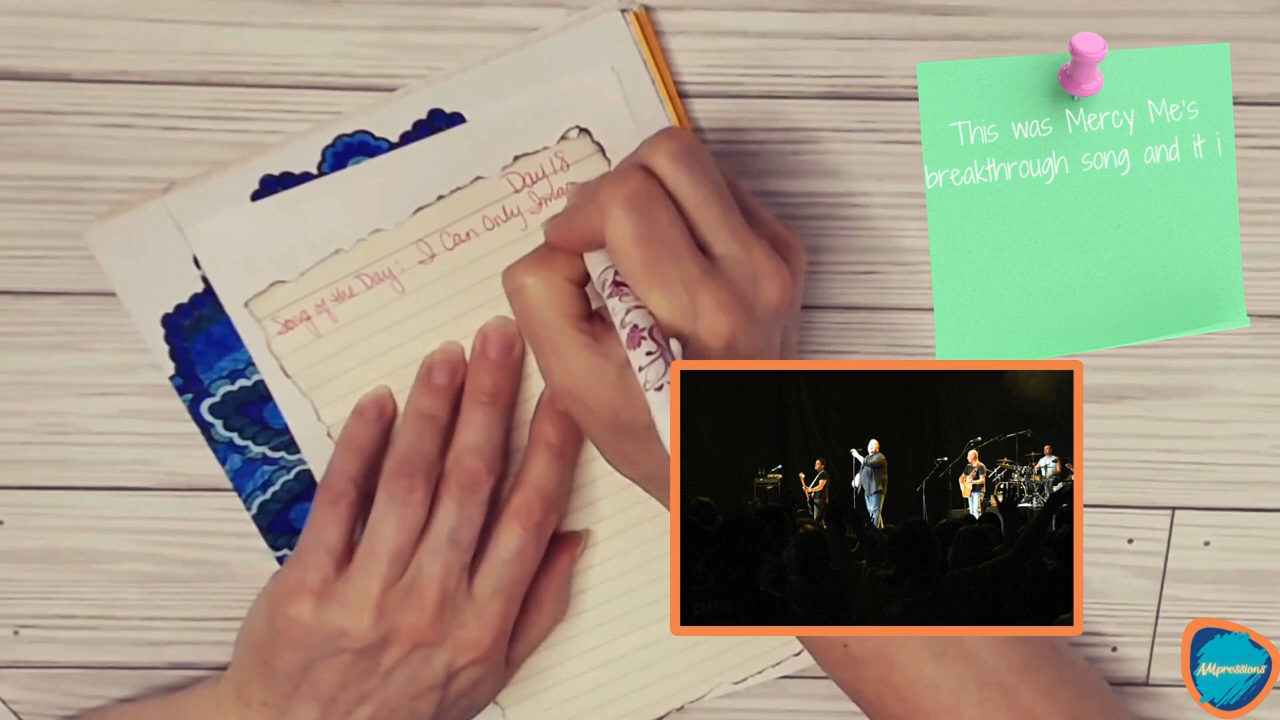 Day 18
Song of the Day: I Can Only Imag
This was Mercy Me's
breakthrough song and it i
AMpressions